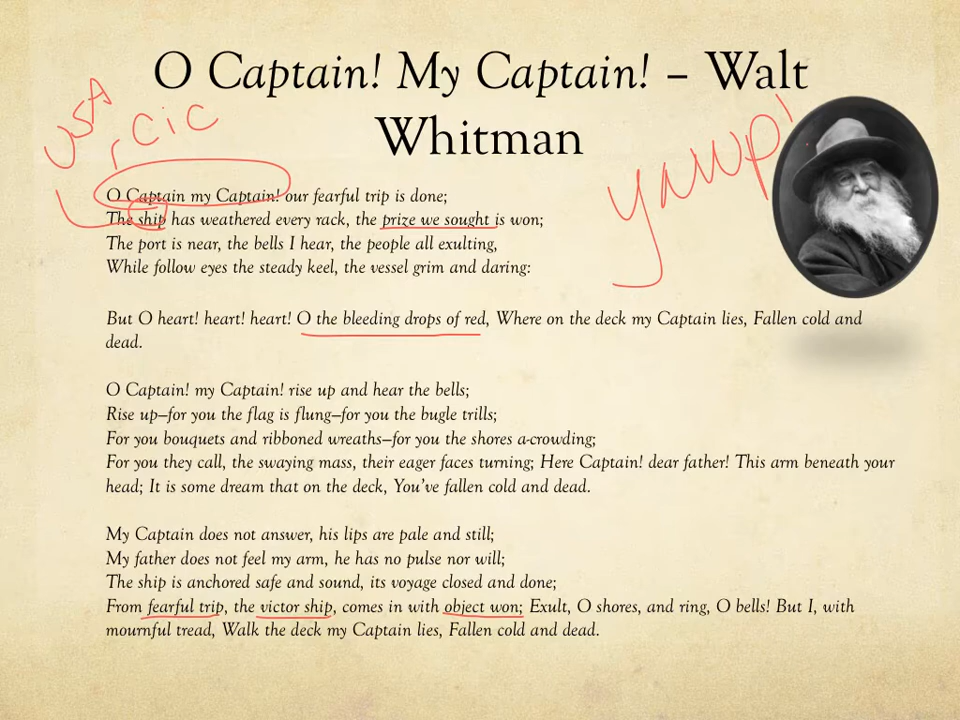 O Captain! My Captain! – Walt
Whitman
USA
CiC
yawp!
O Captain my Captain! our fearful trip is done;
The ship has weathered every rack, the prize we sought is won;
The port is near, the bells I hear, the people all exulting,
While follow eyes the steady keel, the vessel grim and daring:
But O heart! heart! heart! O the bleeding drops of red, Where on the deck my Captain lies, Fallen cold and
dead.
O Captain! my Captain! rise up and hear the bells;
Rise up—for you the flag is flung—for you the bugle trills;
For you bouquets and ribboned wreaths—for you the shores a-crowding;
For you they call, the swaying mass, their eager faces turning; Here Captain! dear father! This arm beneath your
head; It is some dream that on the deck, You've fallen cold and dead.
My Captain does not answer, his lips are pale and still;
My father does not feel my arm, he has no pulse nor will;
The ship is anchored safe and sound, its voyage closed and done;
From fearful trip, the victor ship, comes in with object won; Exult, O shores, and ring, O bells! But I, with
mournful tread, Walk the deck my Captain lies, Fallen cold and dead.